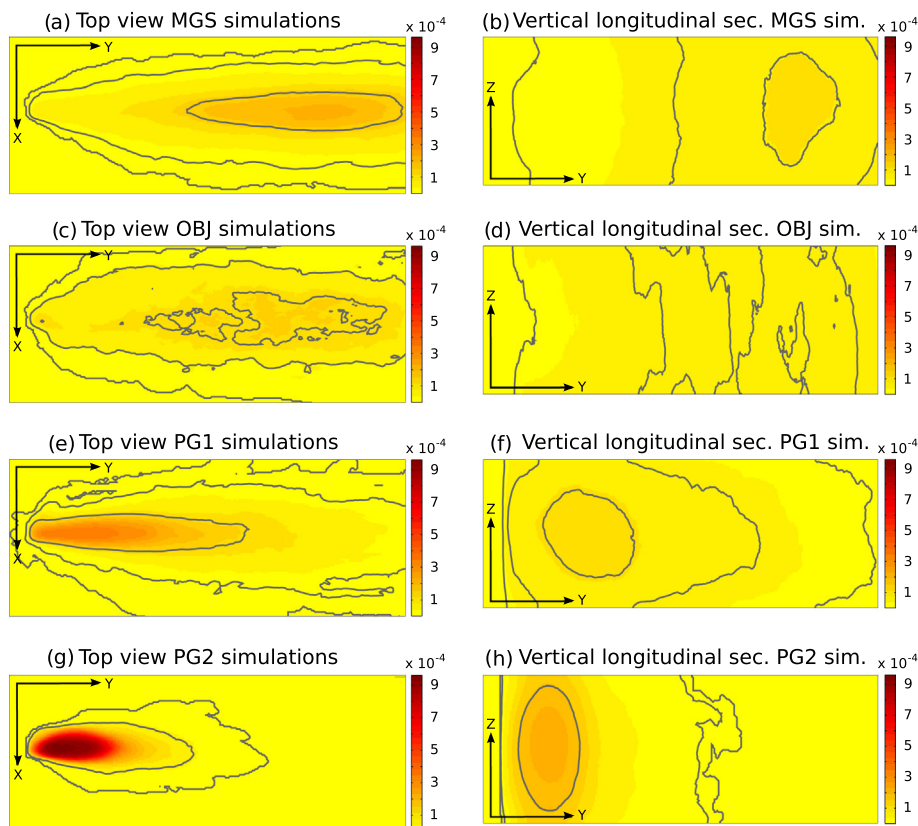 (a) Top view MGS simulations
x 10-4
Y
X
9
7
5
3
1
(b) Vertical longitudinal sec. MGS sim.
x 10-4
Z
Y
9
7
5
3
1
(c) Top view OBJ simulations
x 10-4
Y
X
9
7
5
3
1
(d) Vertical longitudinal sec. OBJ sim.
x 10-4
Z
Y
9
7
5
3
1
(e) Top view PG1 simulations
x 10-4
Y
X
9
7
5
3
1
(f) Vertical longitudinal sec. PG1 sim.
x 10-4
Z
Y
9
7
5
3
1
(g) Top view PG2 simulations
x 10-4
Y
X
9
7
5
3
1
(h) Vertical longitudinal sec. PG2 sim.
x 10-4
Z
Y
9
7
5
3
1